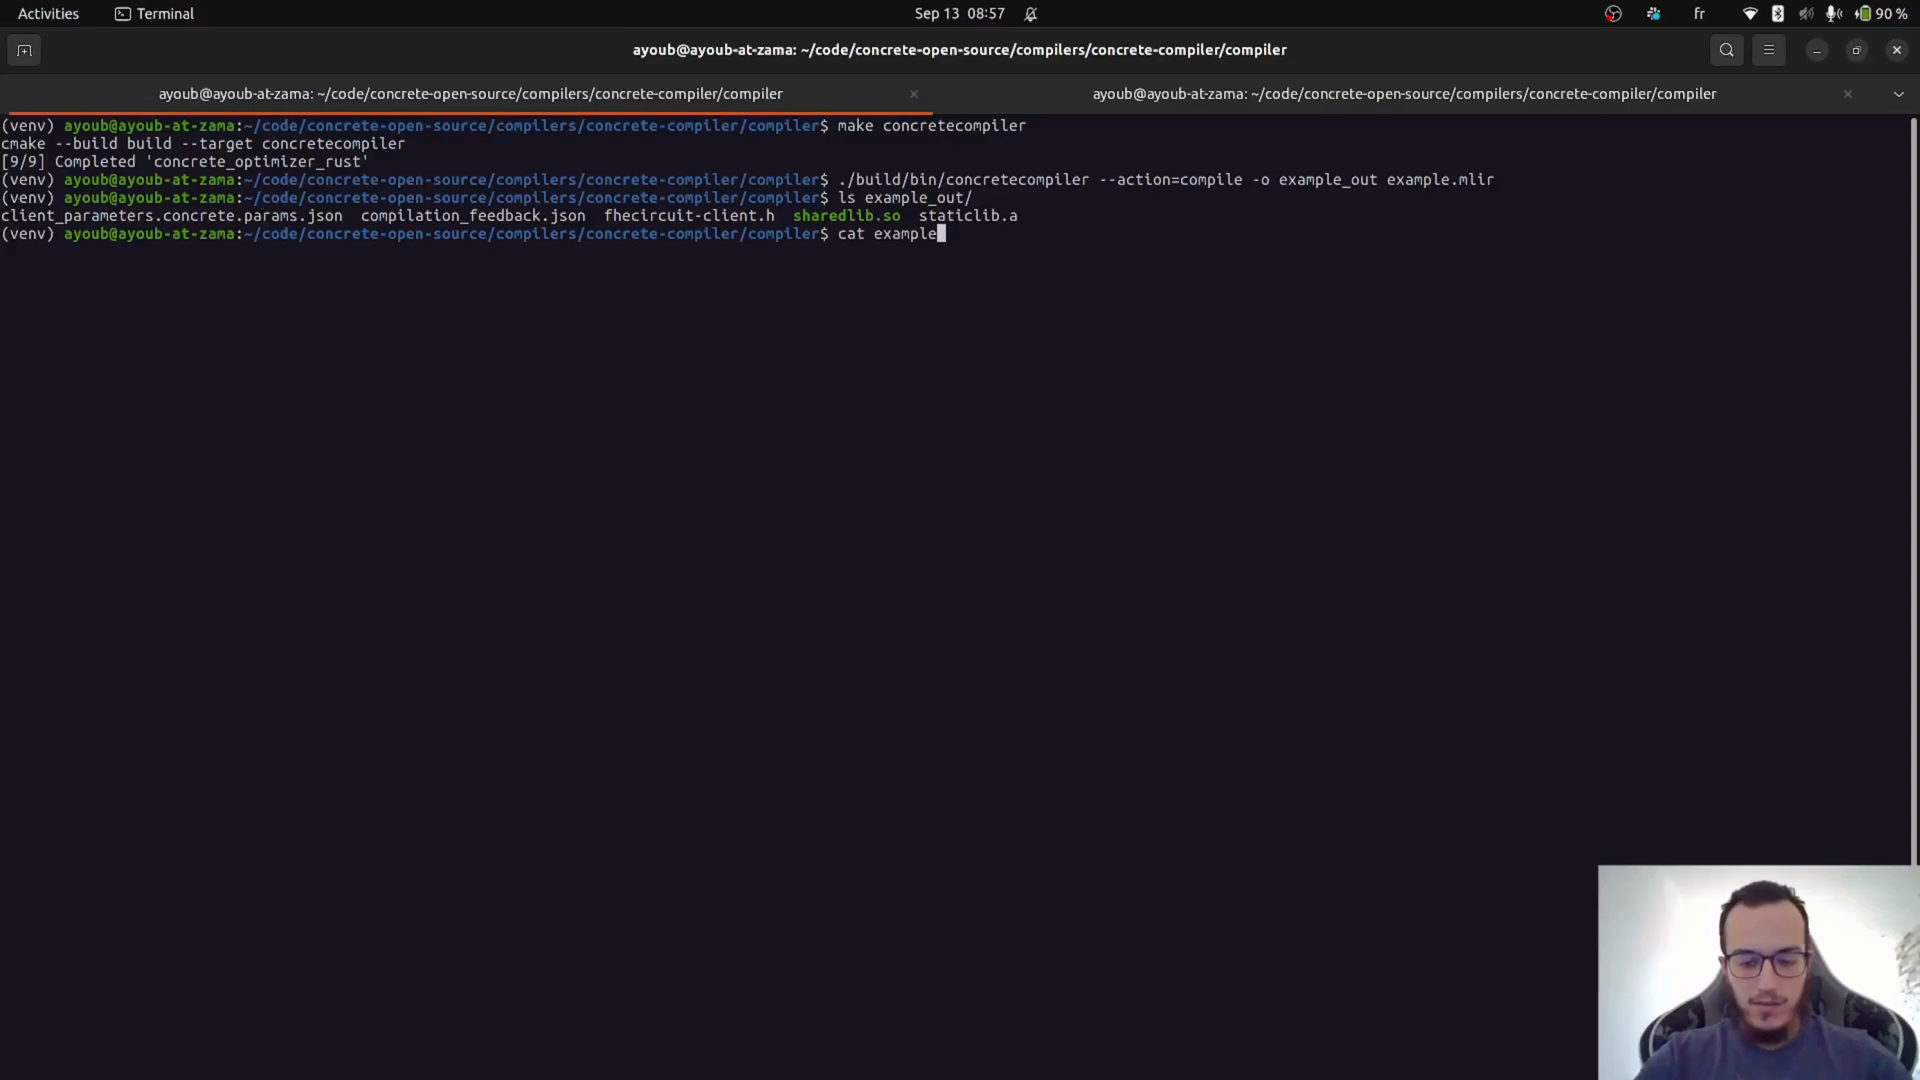 Activities Terminal Sep 13 08:57 fr 90 %
ayoub@ayoub-at-zama: ~/code/concrete-open-source/compilers/concrete-compiler/compiler
ayoub@ayoub-at-zama: ~/code/concrete-open-source/compilers/concrete-compiler/compiler ayoub@ayoub-at-zama: ~/code/concrete-open-source/compilers/concrete-compiler/compiler
(venv) ayoub@ayoub-at-zama:~/code/concrete-open-source/compilers/concrete-compiler/compiler$ make concretecompiler
cmake --build build --target concretecompiler
[9/9] Completed 'concrete_optimizer_rust'
(venv) ayoub@ayoub-at-zama:~/code/concrete-open-source/compilers/concrete-compiler/compiler$ ./build/bin/concretecompiler --action=compile -o example_out example.mlir
(venv) ayoub@ayoub-at-zama:~/code/concrete-open-source/compilers/concrete-compiler/compiler$ ls example_out/
client_parameters.concrete.params.json compilation_feedback.json fhecircuit-client.h sharedlib.so staticlib.a
(venv) ayoub@ayoub-at-zama:~/code/concrete-open-source/compilers/concrete-compiler/compiler$ cat example